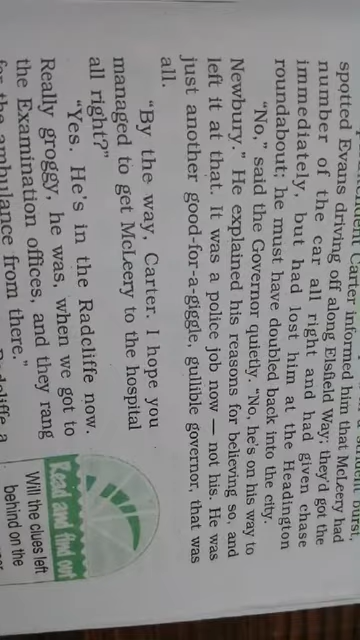 Carter informed him that McLeery had
spotted Evans driving off along Elsfield Way; they'd got the
number of the car all right and had given chase
immediately, but had lost him at the Headington
roundabout; he must have doubled back into the city.
"No," said the Governor quietly. "No, he's on his way to
Newbury." He explained his reasons for believing so, and
left it at that. It was a police job now — not his. He was
just another good-for-a-giggle, gullible governor, that was
all.
"By the way, Carter. I hope you
managed to get McLeery to the hospital
all right?"
"Yes. He's in the Radcliffe now.
Really groggy, he was, when we got to
the Examination offices, and they rang
for the ambulance from there."
Radcliffe a
Read and find out
Will the clues left
behind on the